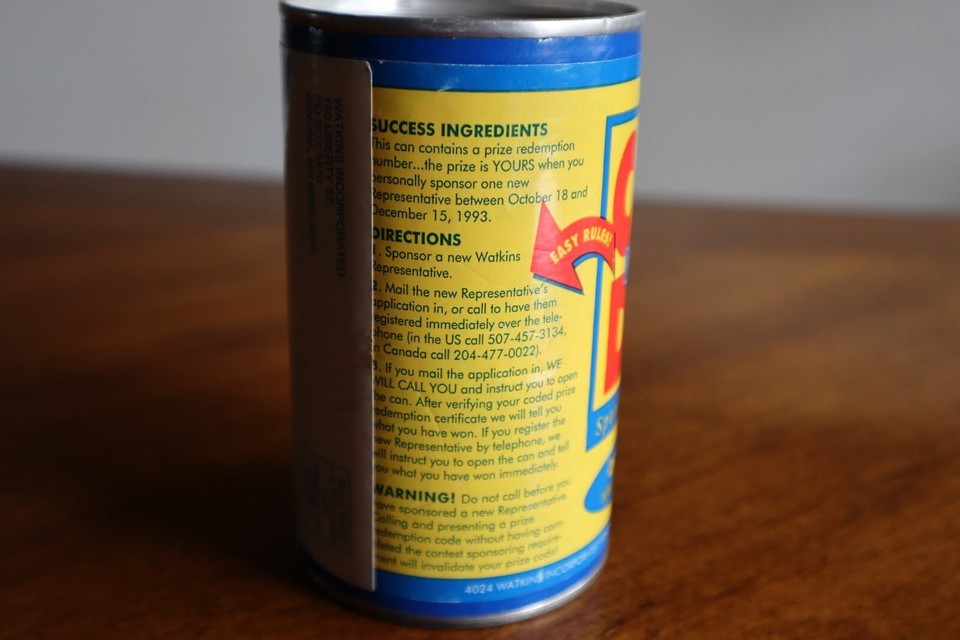 WATKINS INCORPORATED
150 LIBERTY ST
PO BOX 5570
WINONA, MN
SUCCESS INGREDIENTS
This can contains a prize redemption
number...the prize is YOURS when you
personally sponsor one new
Representative between October 18 and
December 15, 1993.
DIRECTIONS
1. Sponsor a new Watkins
Representative.
2. Mail the new Representative's
application in, or call to have them
registered immediately over the tele-
phone (in the US call 507-457-3134,
in Canada call 204-477-0022).
3. If you mail the application in, WE
WILL CALL YOU and instruct you to open
the can. After verifying your coded prize
redemption certificate we will tell you
what you have won. If you register the
new Representative by telephone, we
will instruct you to open the can and tell
you what you have won immediately.
WARNING! Do not call before you
have sponsored a new Representative.
Calling and presenting a prize
redemption code without having com-
pleted the contest sponsoring require-
ment will invalidate your prize code!
EASY RULES!
4024 WATKINS INCORPORATED